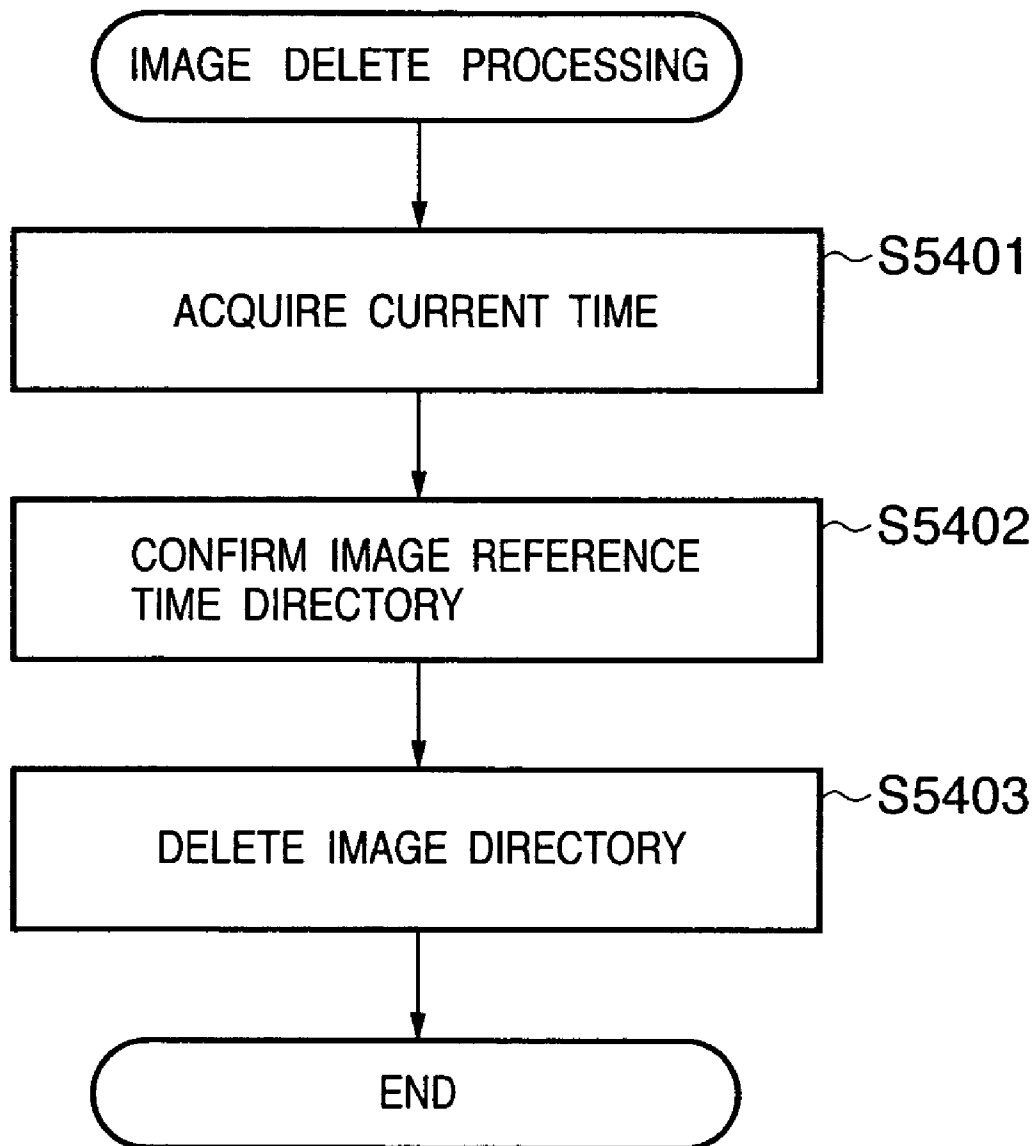 IMAGE DELETE PROCESSING
ACQUIRE CURRENT TIME
S5401
CONFIRM IMAGE REFERENCE
TIME DIRECTORY
S5402
DELETE IMAGE DIRECTORY
S5403
END